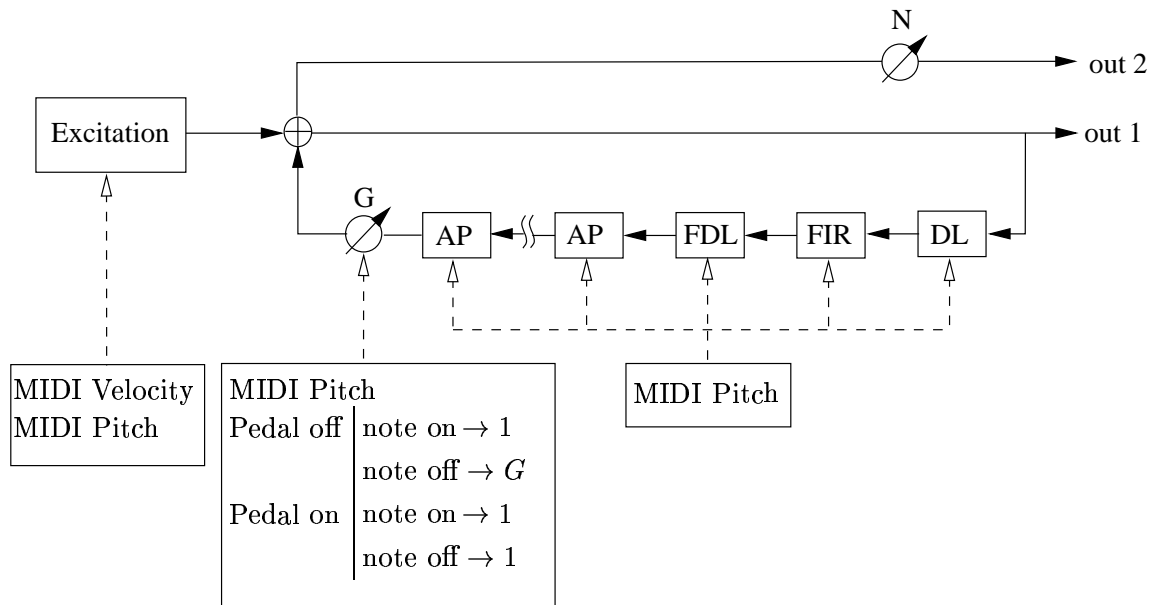 N
out 2
Excitation
out 1
G
AP
AP
FDL
FIR
DL
MIDI Velocity
MIDI Pitch
MIDI Pitch
Pedal off note on → 1
note off → G
Pedal on note on → 1
note off → 1
MIDI Pitch